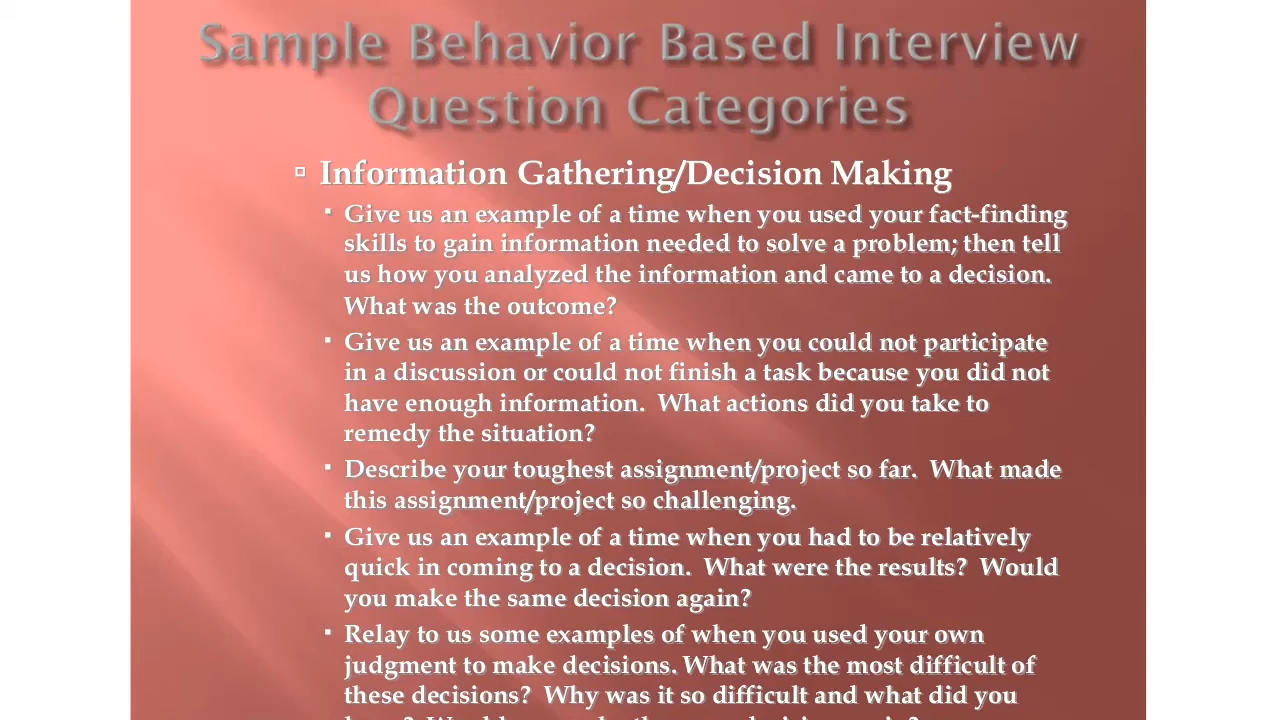 Sample Behavior Based Interview
Question Categories
Information Gathering/Decision Making
Give us an example of a time when you used your fact-finding
skills to gain information needed to solve a problem; then tell
us how you analyzed the information and came to a decision.
What was the outcome?
Give us an example of a time when you could not participate
in a discussion or could not finish a task because you did not
have enough information.  What actions did you take to
remedy the situation?
Describe your toughest assignment/project so far.  What made
this assignment/project so challenging.
Give us an example of a time when you had to be relatively
quick in coming to a decision.  What were the results?  Would
you make the same decision again?
Relay to us some examples of when you used your own
judgment to make decisions. What was the most difficult of
these decisions?  Why was it so difficult and what did you